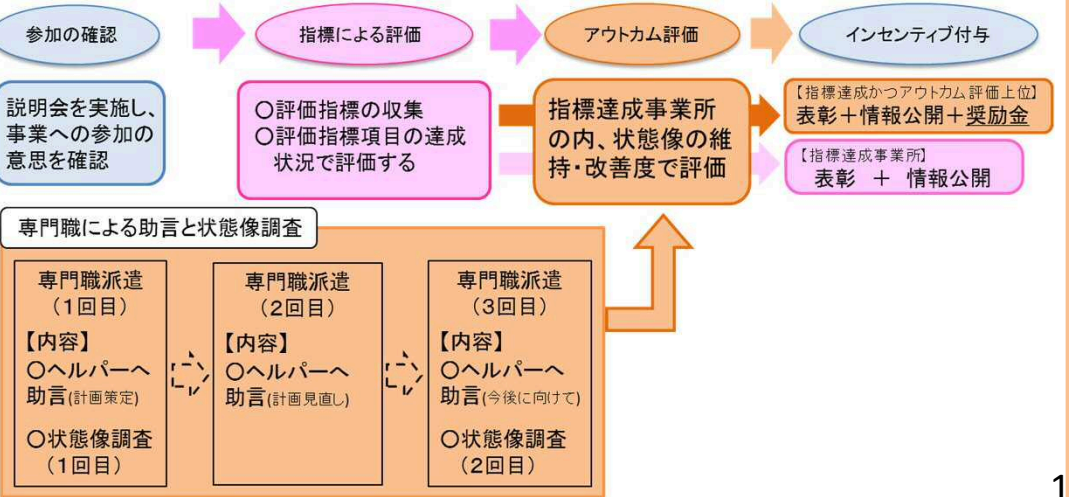 参加の確認
指標による評価
アウトカム評価
インセンティブ付与
説明会を実施し、
事業への参加の
意思を確認
〇評価指標の収集
〇評価指標項目の達成
状況で評価する
指標達成事業所
の内、状態像の維
持・改善度で評価
【指標達成かつアウトカム評価上位】
表彰＋情報公開＋奨励金
【指標達成事業所】
表彰 ＋ 情報公開
専門職による助言と状態像調査
専門職派遣
（１回目）
【内容】
〇ヘルパーへ
助言(計画策定)
〇状態像調査
（１回目）
専門職派遣
（２回目）
【内容】
〇ヘルパーへ
助言(計画見直し)
専門職派遣
（３回目）
【内容】
〇ヘルパーへ
助言(今後に向けて)
〇状態像調査
（２回目）
1